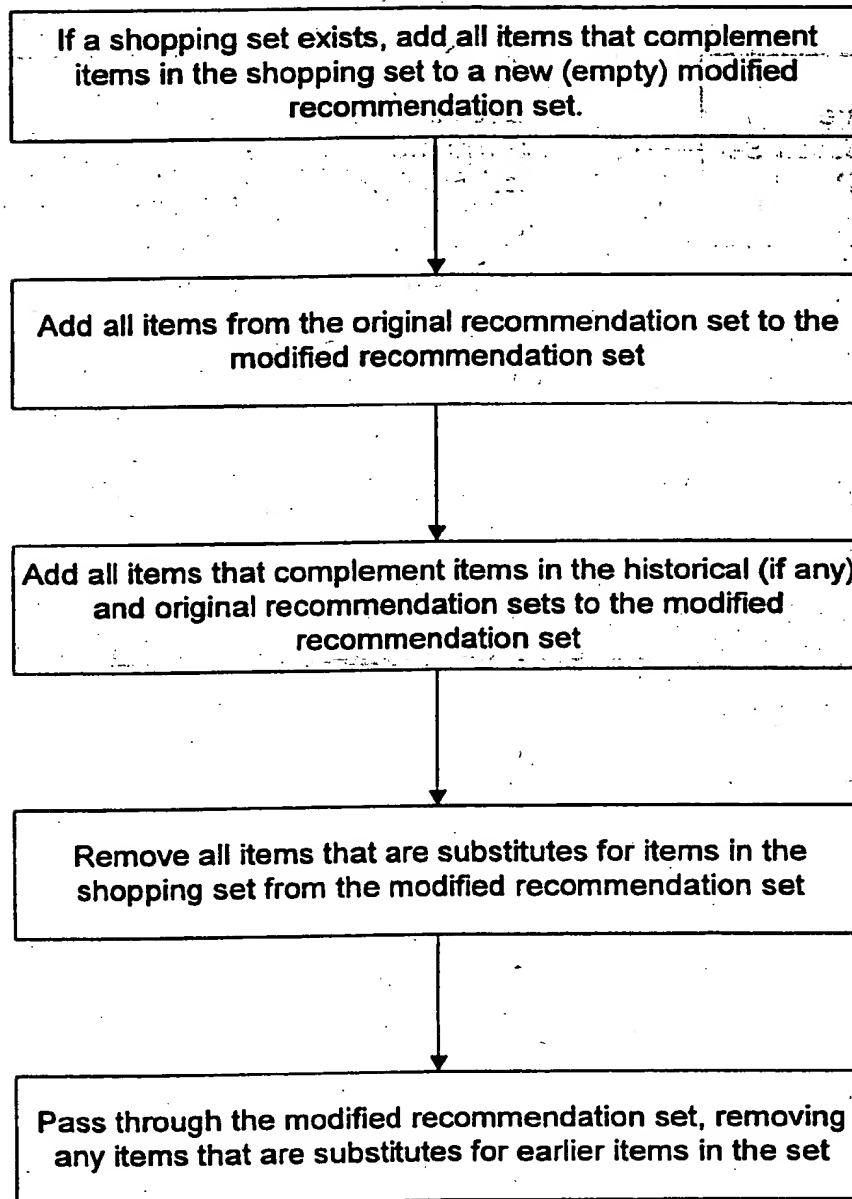 If a shopping set exists, add all items that complement
items in the shopping set to a new (empty) modified
recommendation set.
Add all items from the original recommendation set to the
modified recommendation set
Add all items that complement items in the historical (if any)
and original recommendation sets to the modified
recommendation set
Remove all items that are substitutes for items in the
shopping set from the modified recommendation set
Pass through the modified recommendation set, removing
any items that are substitutes for earlier items in the set